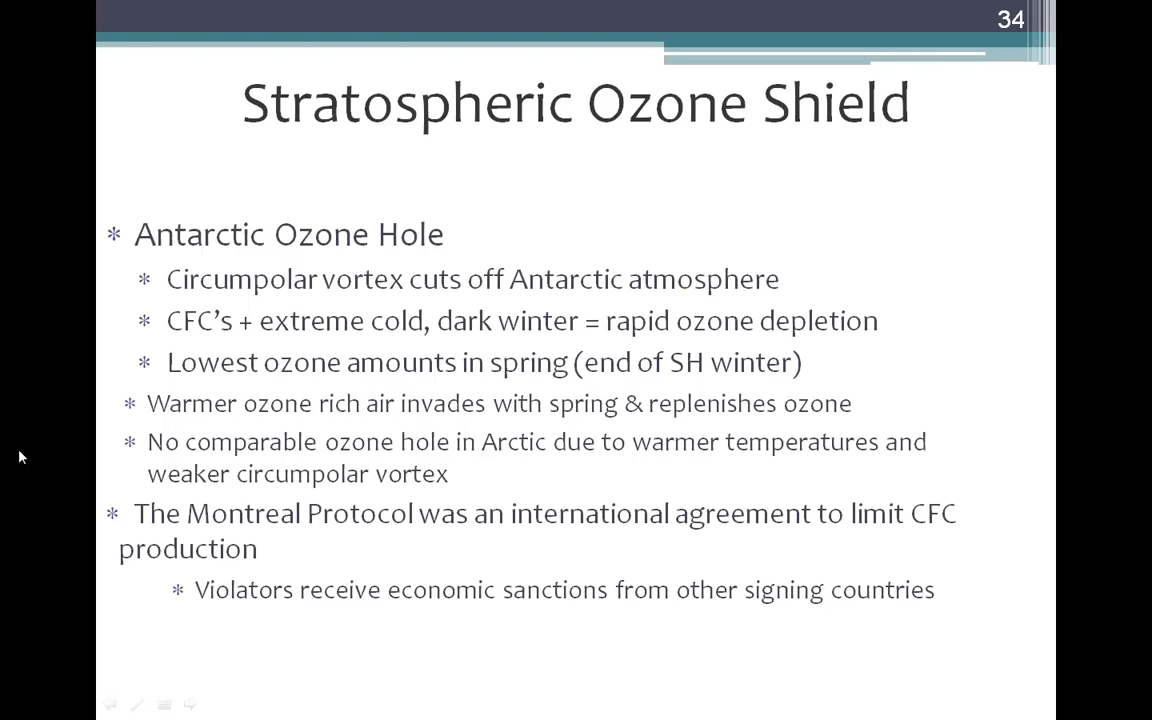 34
Stratospheric Ozone Shield
* Antarctic Ozone Hole
* Circumpolar vortex cuts off Antarctic atmosphere
* CFC’s + extreme cold, dark winter = rapid ozone depletion
* Lowest ozone amounts in spring (end of SH winter)
* Warmer ozone rich air invades with spring & replenishes ozone
* No comparable ozone hole in Arctic due to warmer temperatures and
weaker circumpolar vortex
* The Montreal Protocol was an international agreement to limit CFC
production
* Violators receive economic sanctions from other signing countries